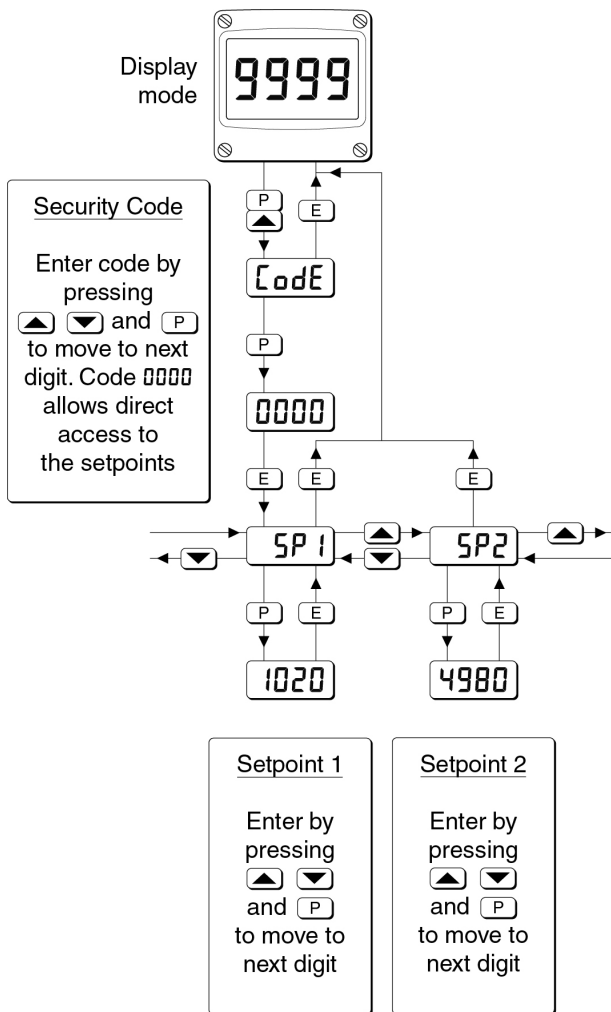 Display
mode
9999
P
E
Security Code
Enter code by
pressing
and P
to move to next
digit. Code 0000
allows direct
access to
the setpoints
CodE
P
0000
E
E
E
SP1
SP2
P
E
P
E
1020
4980
Setpoint 1
Enter by
pressing
and P
to move to
next digit
Setpoint 2
Enter by
pressing
and P
to move to
next digit